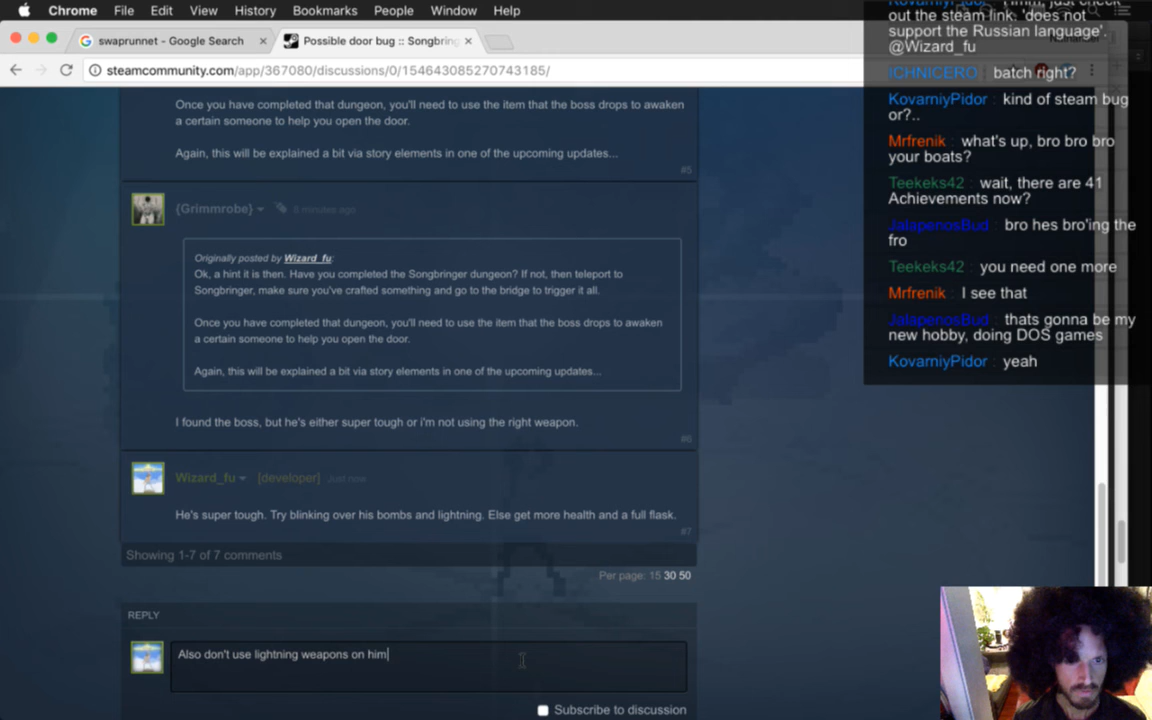 Chrome File Edit View History Bookmarks People Window Help
swaprunnet - Google Search
Possible door bug :: Songbring
steamcommunity.com/app/367080/discussions/0/154643085270743185/
Once you have completed that dungeon, you'll need to use the item that the boss drops to awaken
a certain someone to help you open the door.
Again, this will be explained a bit via story elements in one of the upcoming updates...
#5
{Grimmrobe} 8 minutes ago
Originally posted by Wizard_fu:
Ok, a hint it is then. Have you completed the Songbringer dungeon? If not, then teleport to
Songbringer, make sure you've crafted something and go to the bridge to trigger it all.
Once you have completed that dungeon, you'll need to use the item that the boss drops to awaken
a certain someone to help you open the door.
Again, this will be explained a bit via story elements in one of the upcoming updates...
I found the boss, but he's either super tough or i'm not using the right weapon.
#6
Wizard_fu [developer] Just now
He's super tough. Try blinking over his bombs and lightning. Else get more health and a full flask.
#7
Showing 1-7 of 7 comments
Per page: 15 30 50
REPLY
Also don't use lightning weapons on him
Subscribe to discussion
KovarniyPidor : Hmm, just check
out the steam link. 'does not
support the Russian language'.
@Wizard_fu
ICHNICERO : batch right?
KovarniyPidor : kind of steam bug
or?..
Mrfrenik : what's up, bro bro bro
your boats?
Teekeks42 : wait, there are 41
Achievements now?
JalapenosBud : bro hes bro'ing the
fro
Teekeks42 : you need one more
Mrfrenik : I see that
JalapenosBud : thats gonna be my
new hobby, doing DOS games
KovarniyPidor : yeah